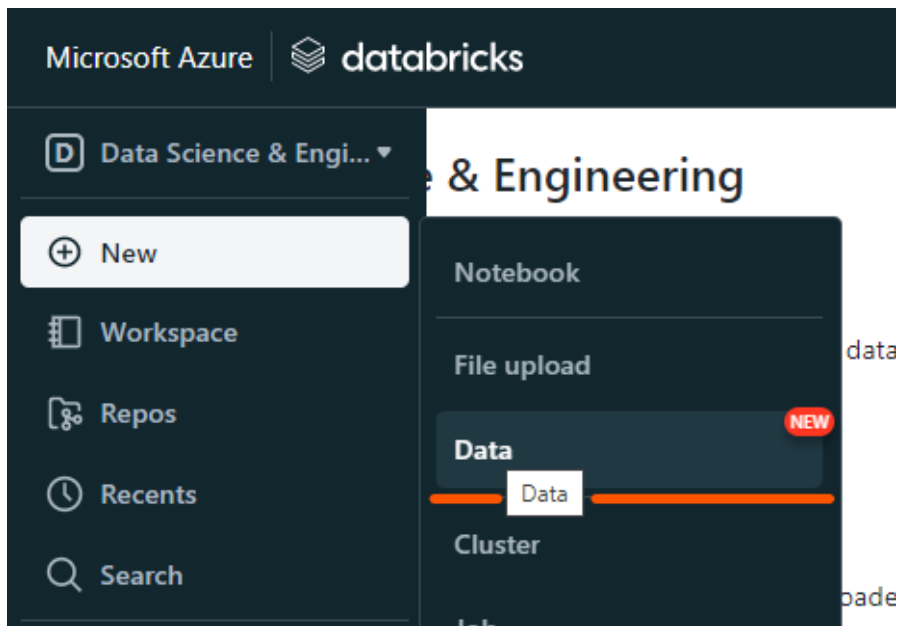 Microsoft Azure databricks
D Data Science & Engi...
& Engineering
New
Workspace
Repos
Recents
Search
Notebook
File upload
Data NEW
Data
Cluster
Job
data